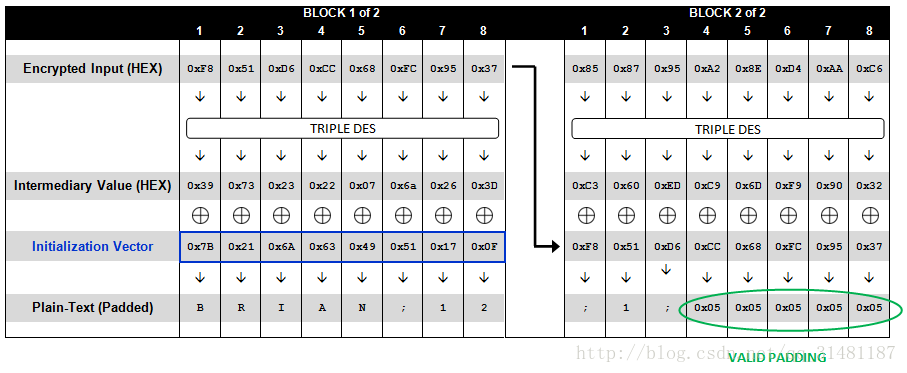 BLOCK 1 of 2 BLOCK 2 of 2
1 2 3 4 5 6 7 8 1 2 3 4 5 6 7 8
Encrypted Input (HEX) 0xF8 0x51 0xD6 0xCC 0x68 0xFC 0x95 0x37 0x85 0x87 0x95 0xA2 0x8E 0xD4 0xAA 0xC6
TRIPLE DES TRIPLE DES
Intermediary Value (HEX) 0x39 0x73 0x23 0x22 0x07 0x6a 0x26 0x3D 0xC3 0x60 0xED 0xC9 0x6D 0xF9 0x90 0x32
Initialization Vector 0x7B 0x21 0x6A 0x63 0x49 0x51 0x17 0x0F 0xF8 0x51 0xD6 0xCC 0x68 0xFC 0x95 0x37
Plain-Text (Padded) B R I A N ; 1 2 ; 1 ; 0x05 0x05 0x05 0x05 0x05
VALID PADDING